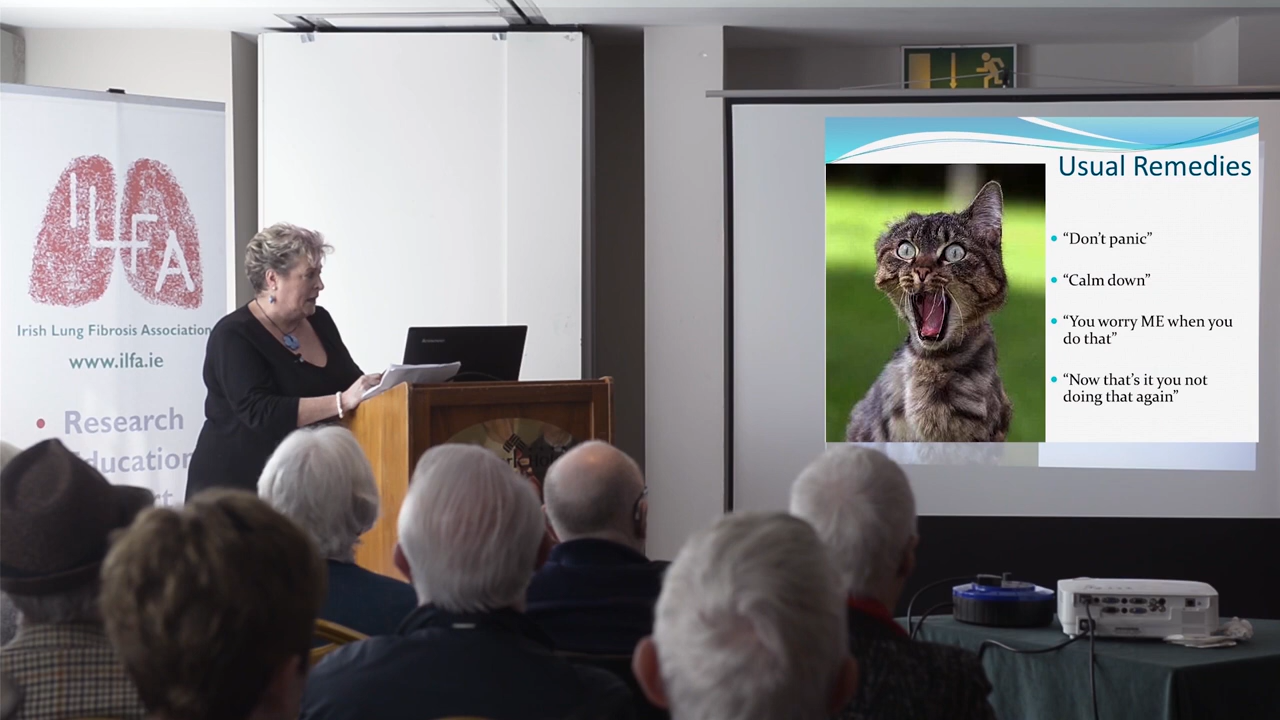 ILFA
Irish Lung Fibrosis Association
www.ilfa.ie
• Research
Education
Usual Remedies
• “Don’t panic”
• “Calm down”
• “You worry ME when you
do that”
• “Now that’s it you not
doing that again”